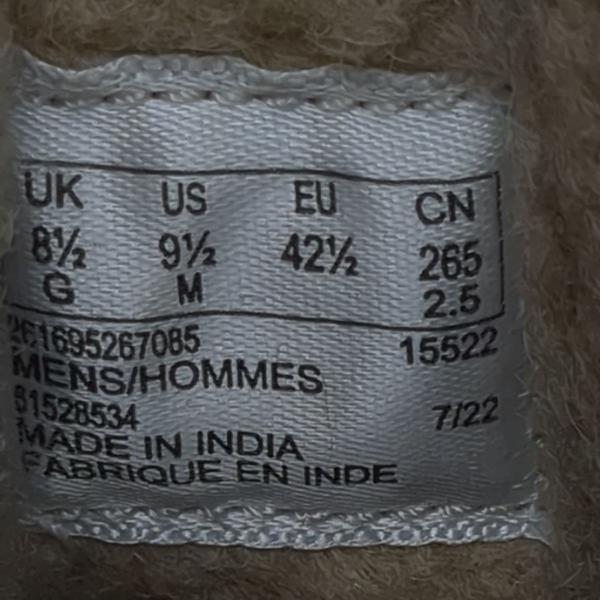 UK US EU CN
8½ 9½ 42½ 265
G M 2.5
261695267085 15522
MENS/HOMMES
61528534 7/22
MADE IN INDIA
FABRIQUE EN INDE